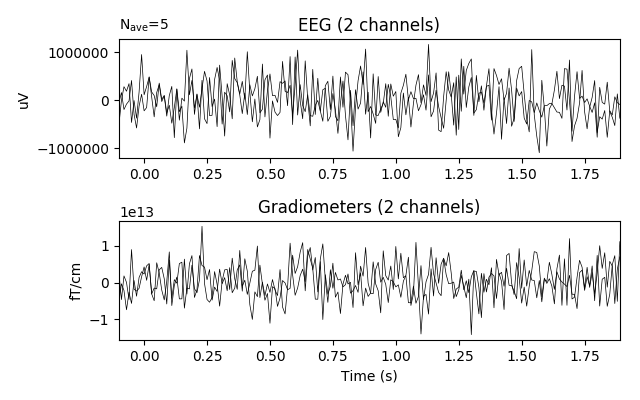 N_ave=5
EEG (2 channels)
1000000
0
−1000000
uV
0.00 0.25 0.50 0.75 1.00 1.25 1.50 1.75
1e13
Gradiometers (2 channels)
1
0
−1
fT/cm
0.00 0.25 0.50 0.75 1.00 1.25 1.50 1.75
Time (s)